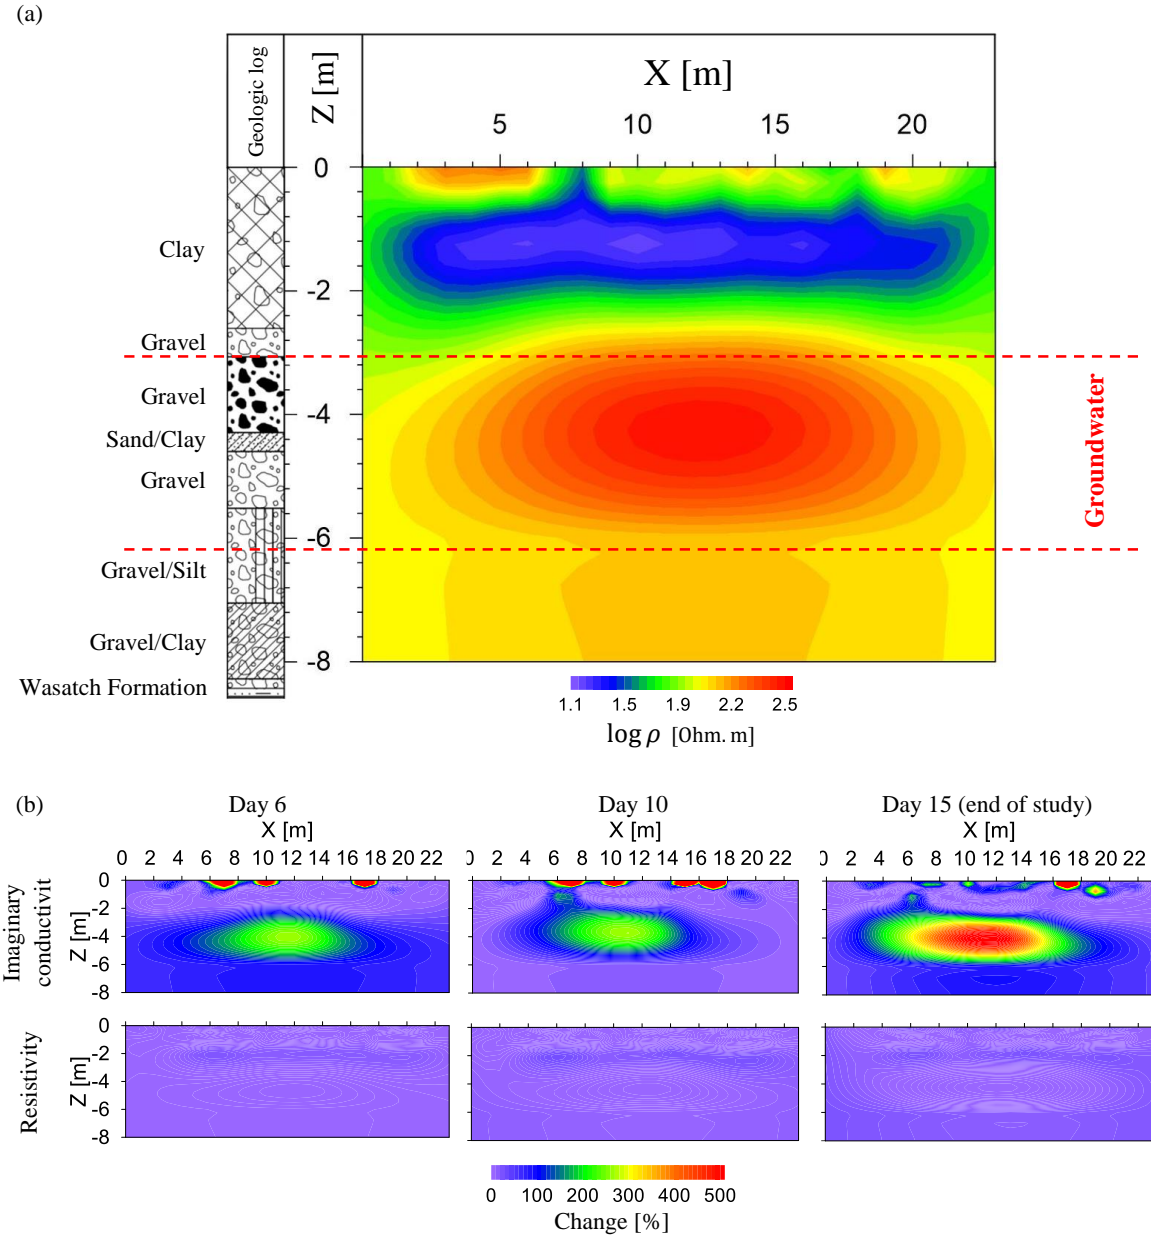 (a)
Geologic log
Z [m]
X [m]
5 10 15 20
0
-2
-4
-6
-8
Clay
Gravel
Gravel
Sand/Clay
Gravel
Gravel/Silt
Gravel/Clay
Wasatch Formation
Groundwater
1.1 1.5 1.9 2.2 2.5
log ρ [Ohm. m]
(b)
Day 6 Day 10 Day 15 (end of study)
X [m] X [m] X [m]
0 2 4 6 8 10 12 14 16 18 20 22 0 2 4 6 8 10 12 14 16 18 20 22 0 2 4 6 8 10 12 14 16 18 20 22
Imaginary
conductivit
Z [m]
0
-2
-4
-6
-8
Resistivity
Z [m]
0
-2
-4
-6
-8
0 100 200 300 400 500
Change [%]